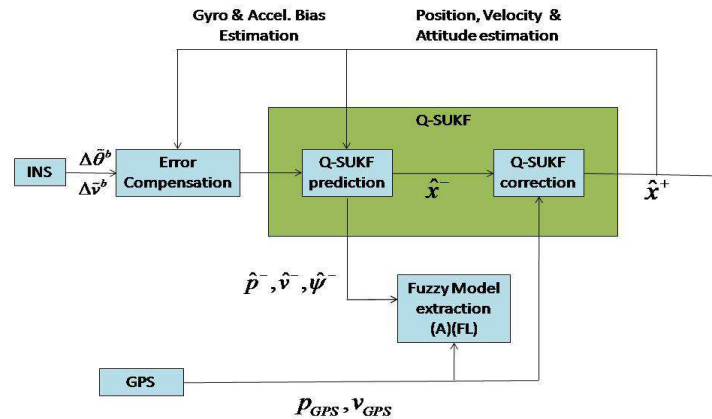 Gyro & Accel. Bias
Estimation
Position, Velocity &
Attitude estimation
Q-SUKF
INS
Δθ̃ᵇ
Δṽᵇ
Error
Compensation
Q-SUKF
prediction
x̂⁻
Q-SUKF
correction
x̂⁺
p̂⁻, v̂⁻, ψ̂⁻
Fuzzy Model
extraction
(A)(FL)
GPS
p_GPS, v_GPS